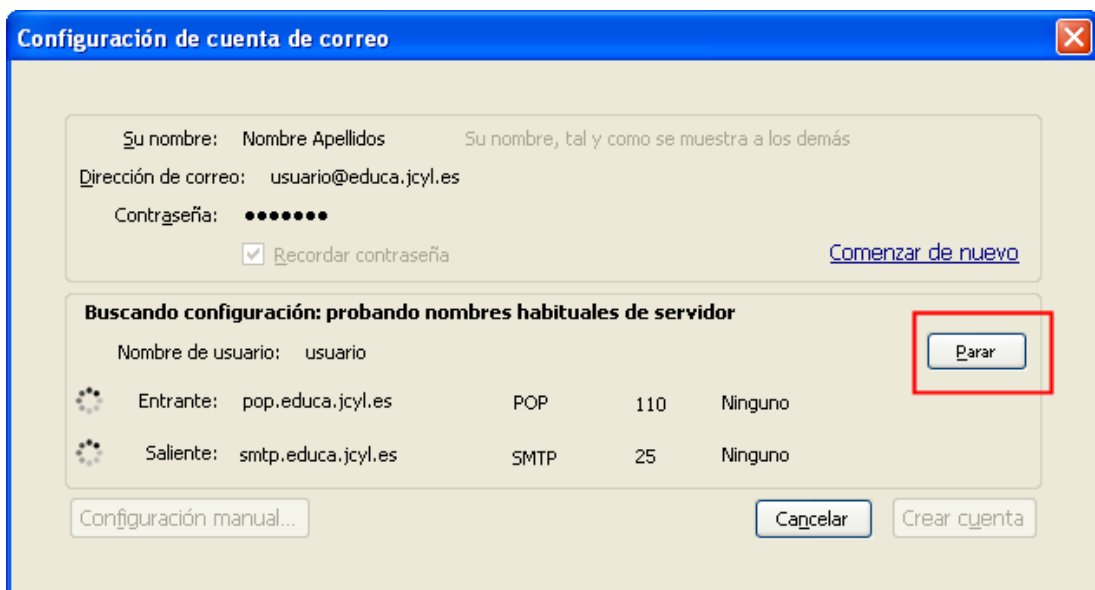 Configuración de cuenta de correo
Su nombre: Nombre Apellidos Su nombre, tal y como se muestra a los demás
Dirección de correo: usuario@educa.jcyl.es
Contraseña: •••••••
Recordar contraseña Comenzar de nuevo
Buscando configuración: probando nombres habituales de servidor
Nombre de usuario: usuario Parar
Entrante: pop.educa.jcyl.es POP 110 Ninguno
Saliente: smtp.educa.jcyl.es SMTP 25 Ninguno
Configuración manual... Cancelar Crear cuenta